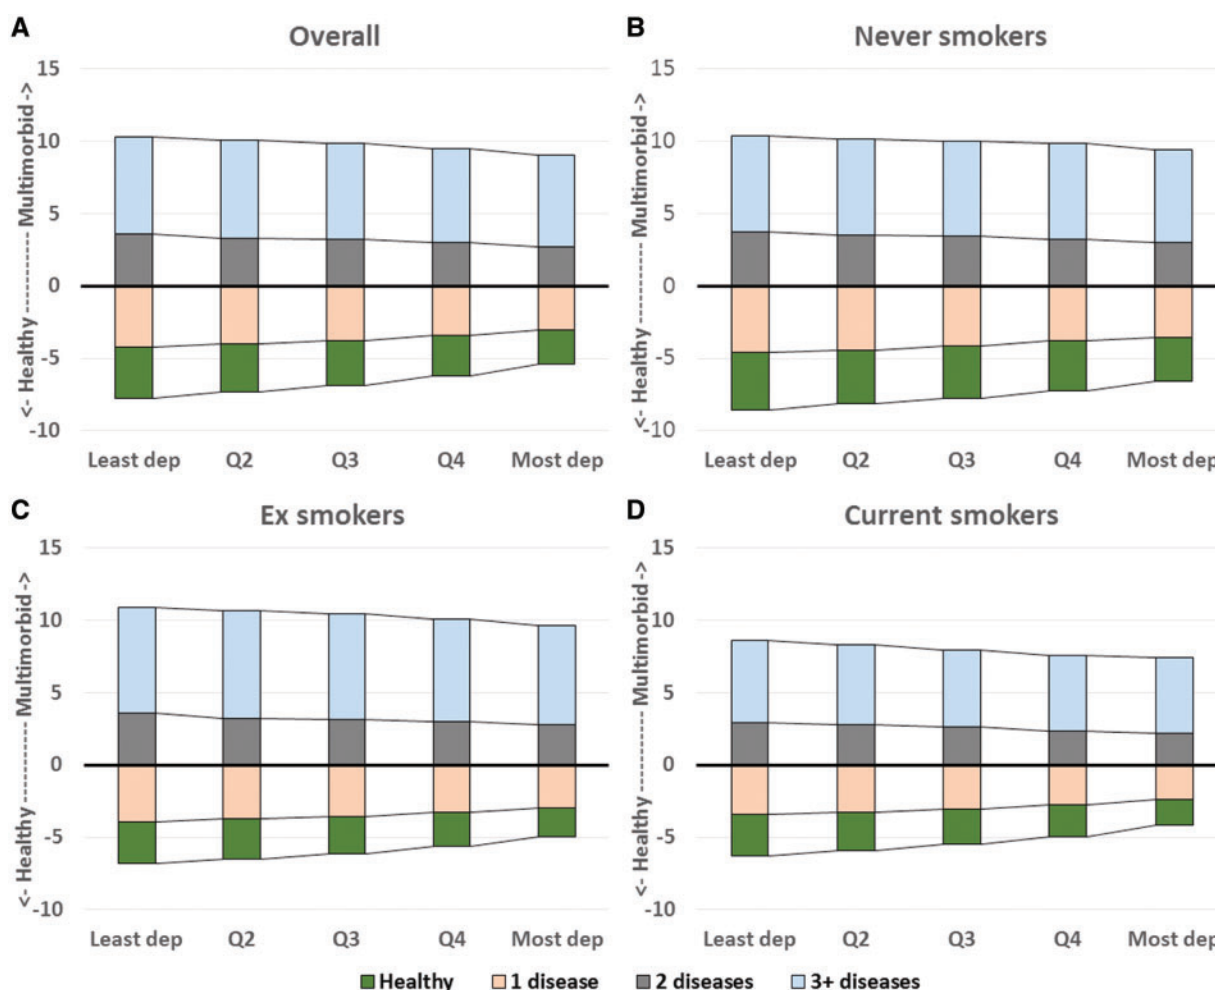 A
Overall
15
10
5
0
-5
-10
<- Healthy ------------ Multimorbid ->
Least dep Q2 Q3 Q4 Most dep
B
Never smokers
15
10
5
0
-5
-10
<- Healthy ------------ Multimorbid ->
Least dep Q2 Q3 Q4 Most dep
C
Ex smokers
15
10
5
0
-5
-10
<- Healthy ------------ Multimorbid ->
Least dep Q2 Q3 Q4 Most dep
D
Current smokers
15
10
5
0
-5
-10
<- Healthy ------------ Multimorbid ->
Least dep Q2 Q3 Q4 Most dep
Healthy 1 disease 2 diseases 3+ diseases